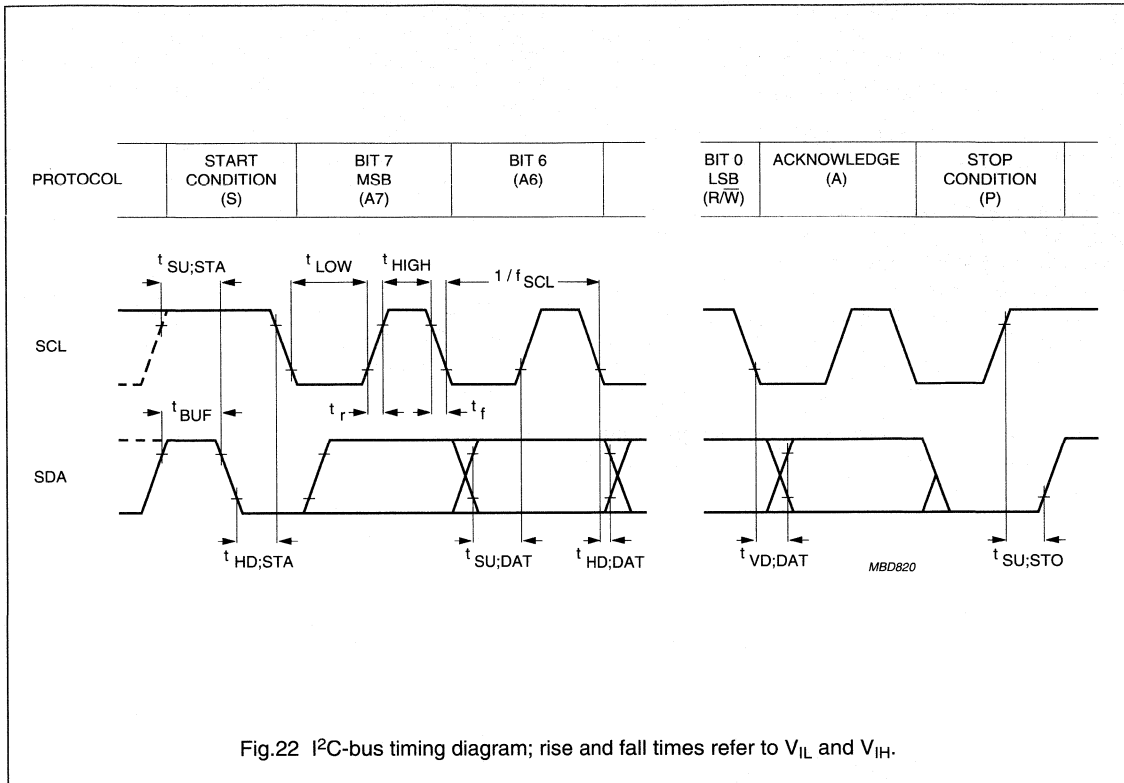 PROTOCOL
START
CONDITION
(S)
BIT 7
MSB
(A7)
BIT 6
(A6)
BIT 0
LSB
(R/W̅)
ACKNOWLEDGE
(A)
STOP
CONDITION
(P)
t SU;STA
t LOW
t HIGH
1 / f SCL
SCL
t BUF
t r
t f
SDA
t HD;STA
t SU;DAT
t HD;DAT
t VD;DAT
MBD820
t SU;STO
Fig.22 I²C-bus timing diagram; rise and fall times refer to VIL and VIH.